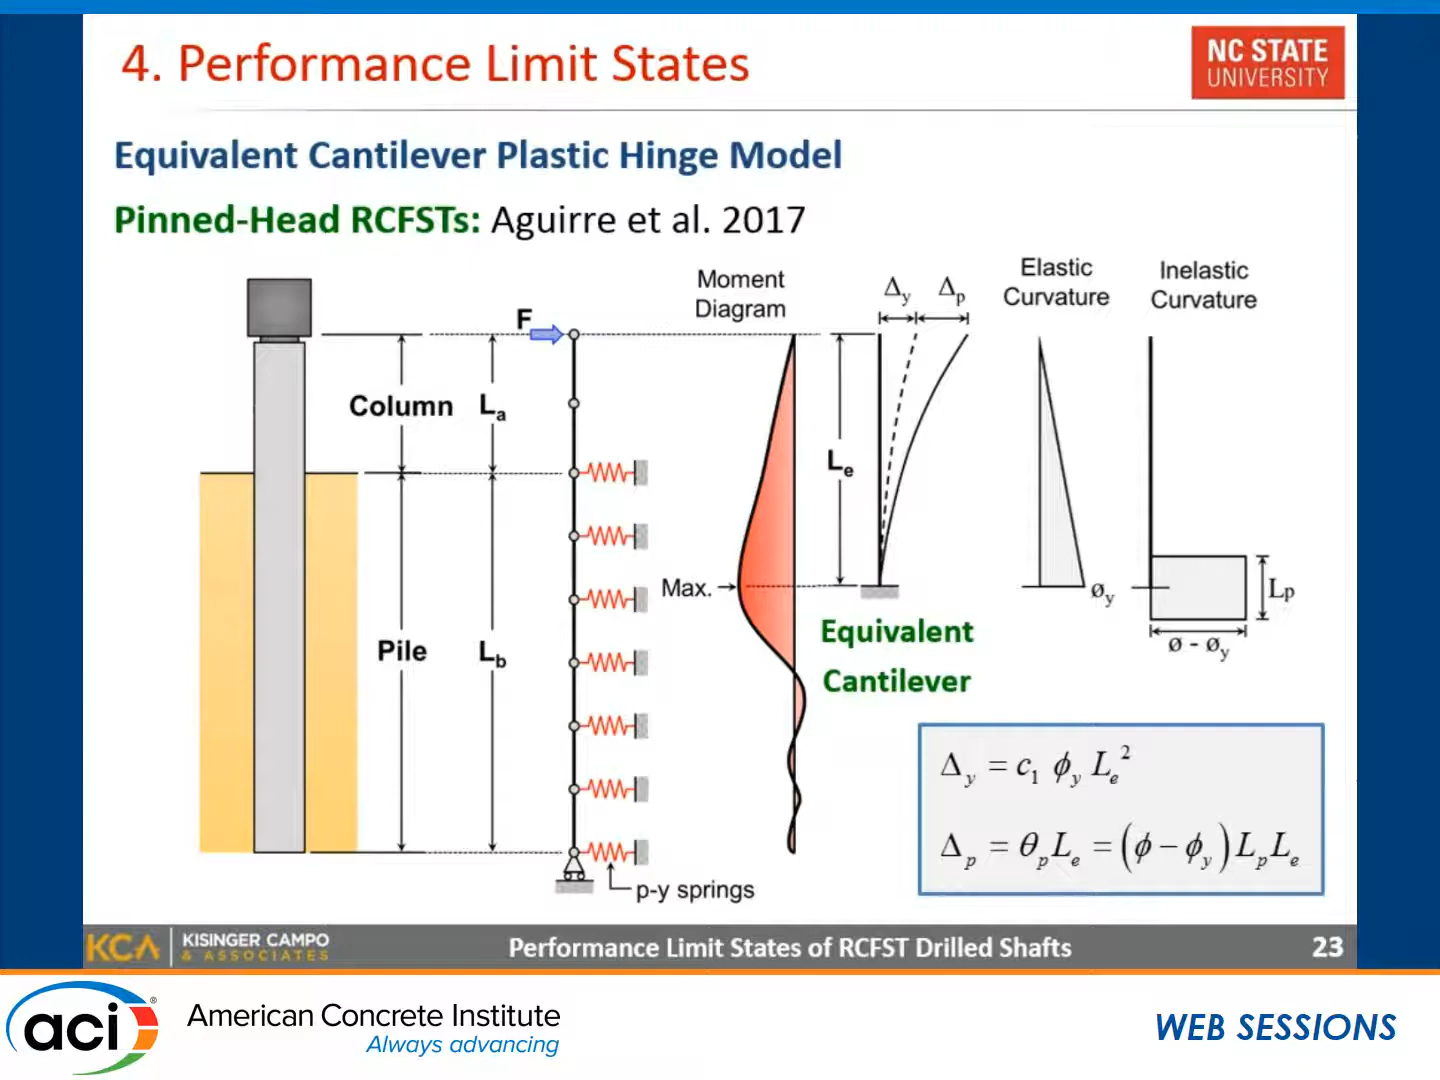 4. Performance Limit States
NC STATE
UNIVERSITY
Equivalent Cantilever Plastic Hinge Model
Pinned-Head RCFSTs: Aguirre et al. 2017
Moment
Diagram
Δy Δp
Elastic
Curvature
Inelastic
Curvature
F
Column La
Le
Max.
øy
Lp
ø - øy
Pile Lb
Equivalent
Cantilever
Δy = c1 ϕy Le²
Δp = θpLe = (ϕ − ϕy)LpLe
p-y springs
KCA
KISINGER CAMPO
& ASSOCIATES
Performance Limit States of RCFST Drilled Shafts
23
aci®
American Concrete Institute
Always advancing
WEB SESSIONS